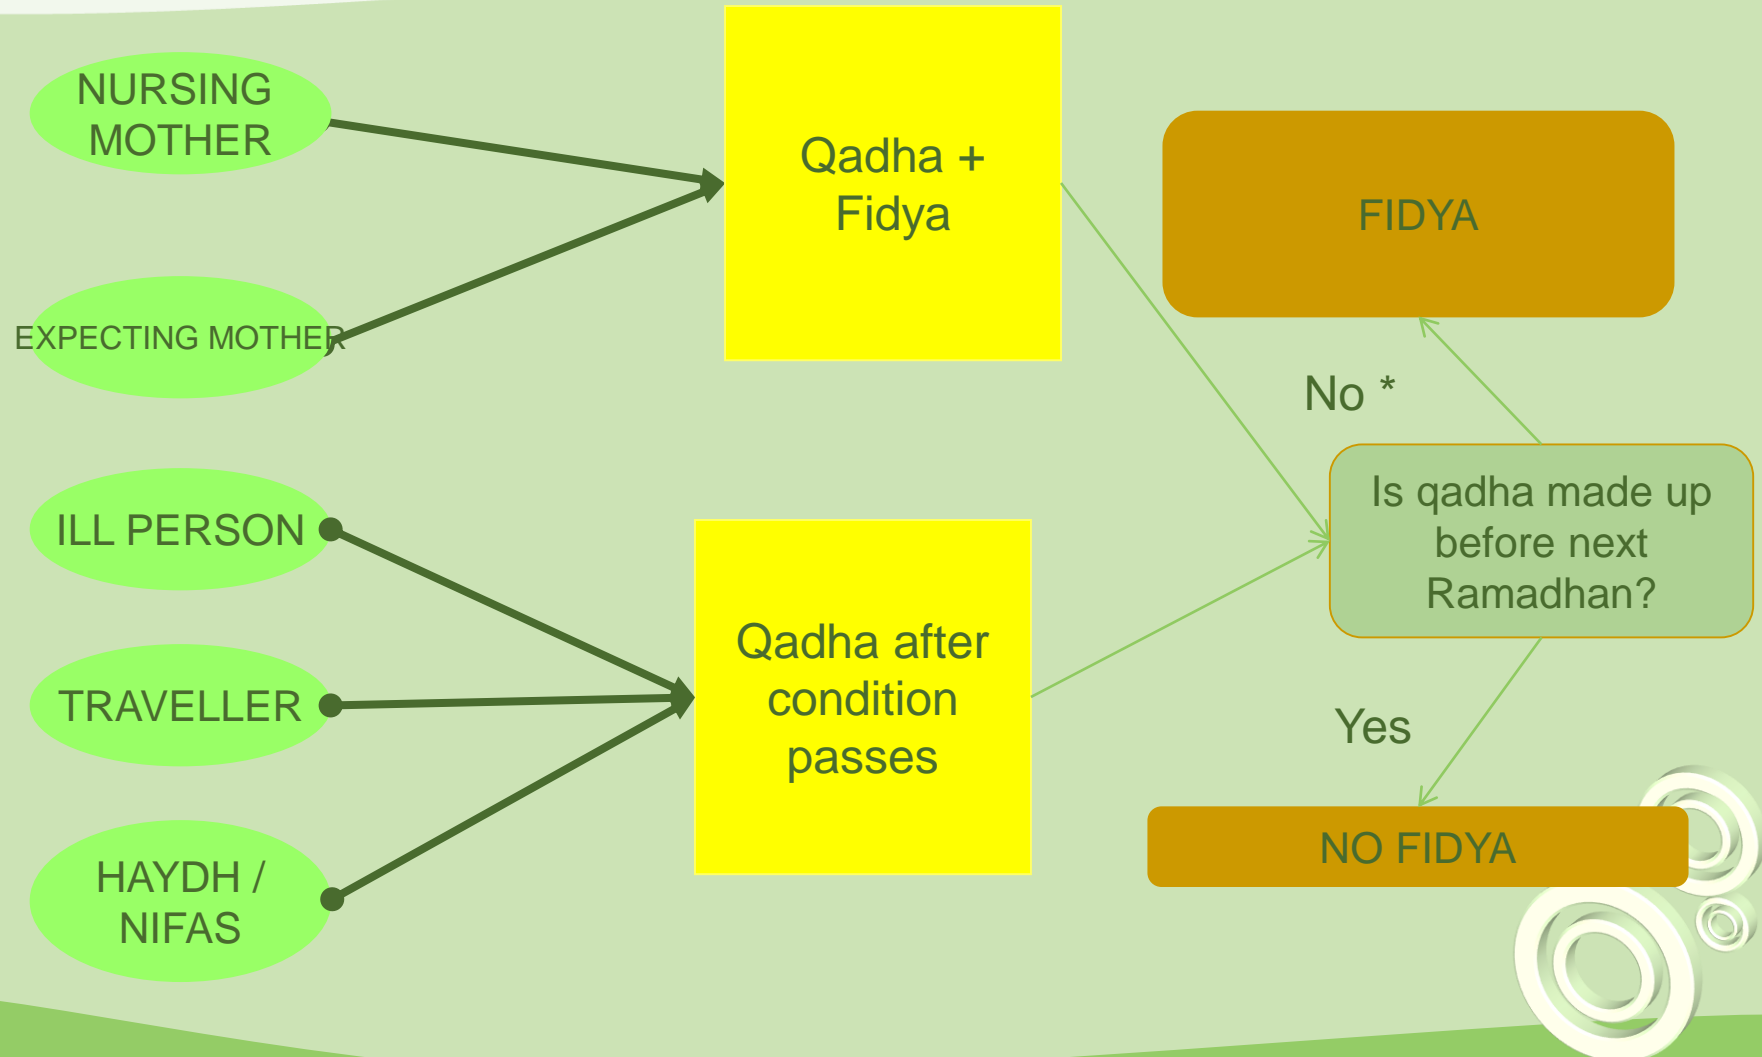 NURSING
MOTHER
EXPECTING MOTHER
ILL PERSON
TRAVELLER
HAYDH /
NIFAS
Qadha +
Fidya
Qadha after
condition
passes
FIDYA
No *
Is qadha made up
before next
Ramadhan?
Yes
NO FIDYA